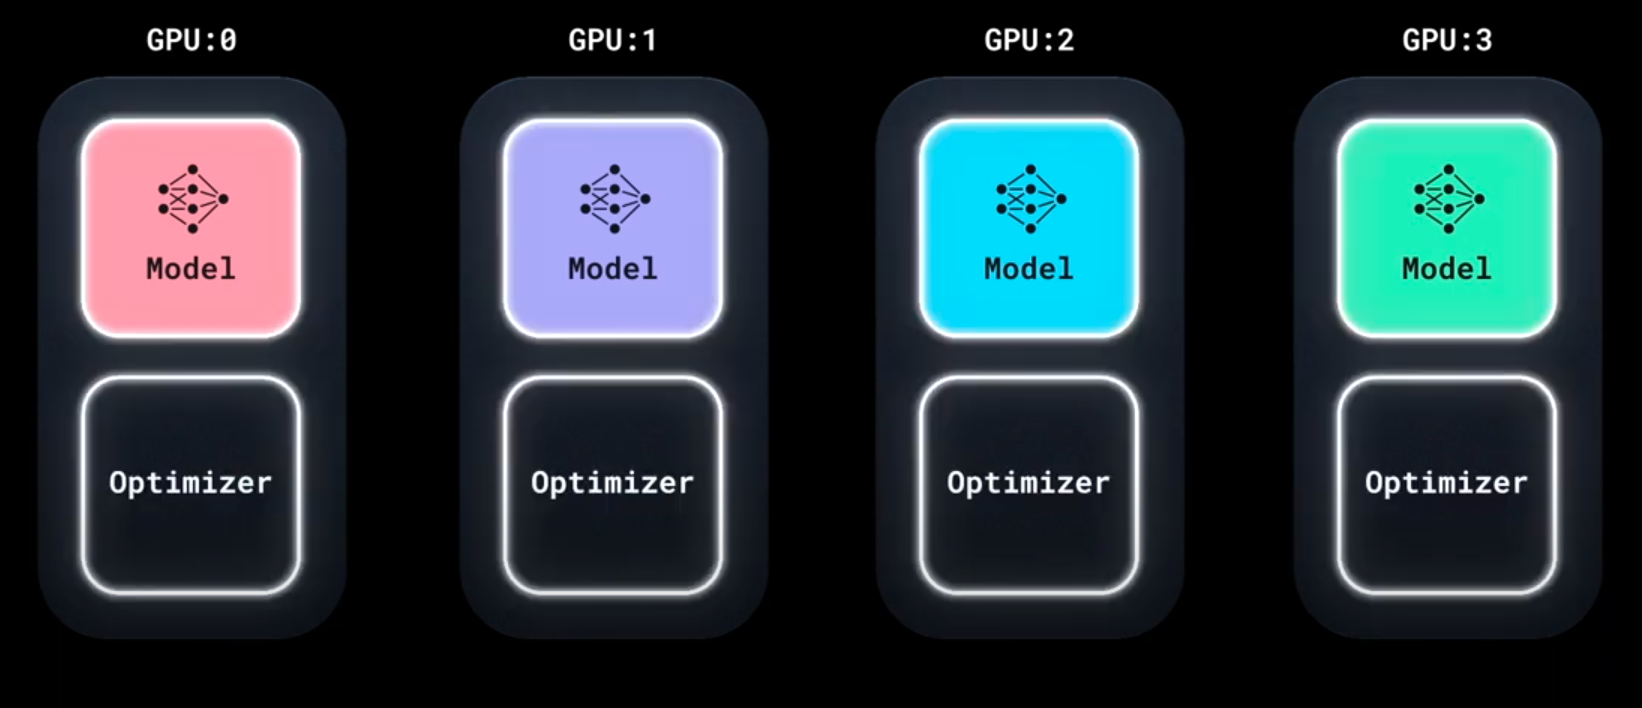 GPU:0
GPU:1
GPU:2
GPU:3
Model
Model
Model
Model
Optimizer
Optimizer
Optimizer
Optimizer